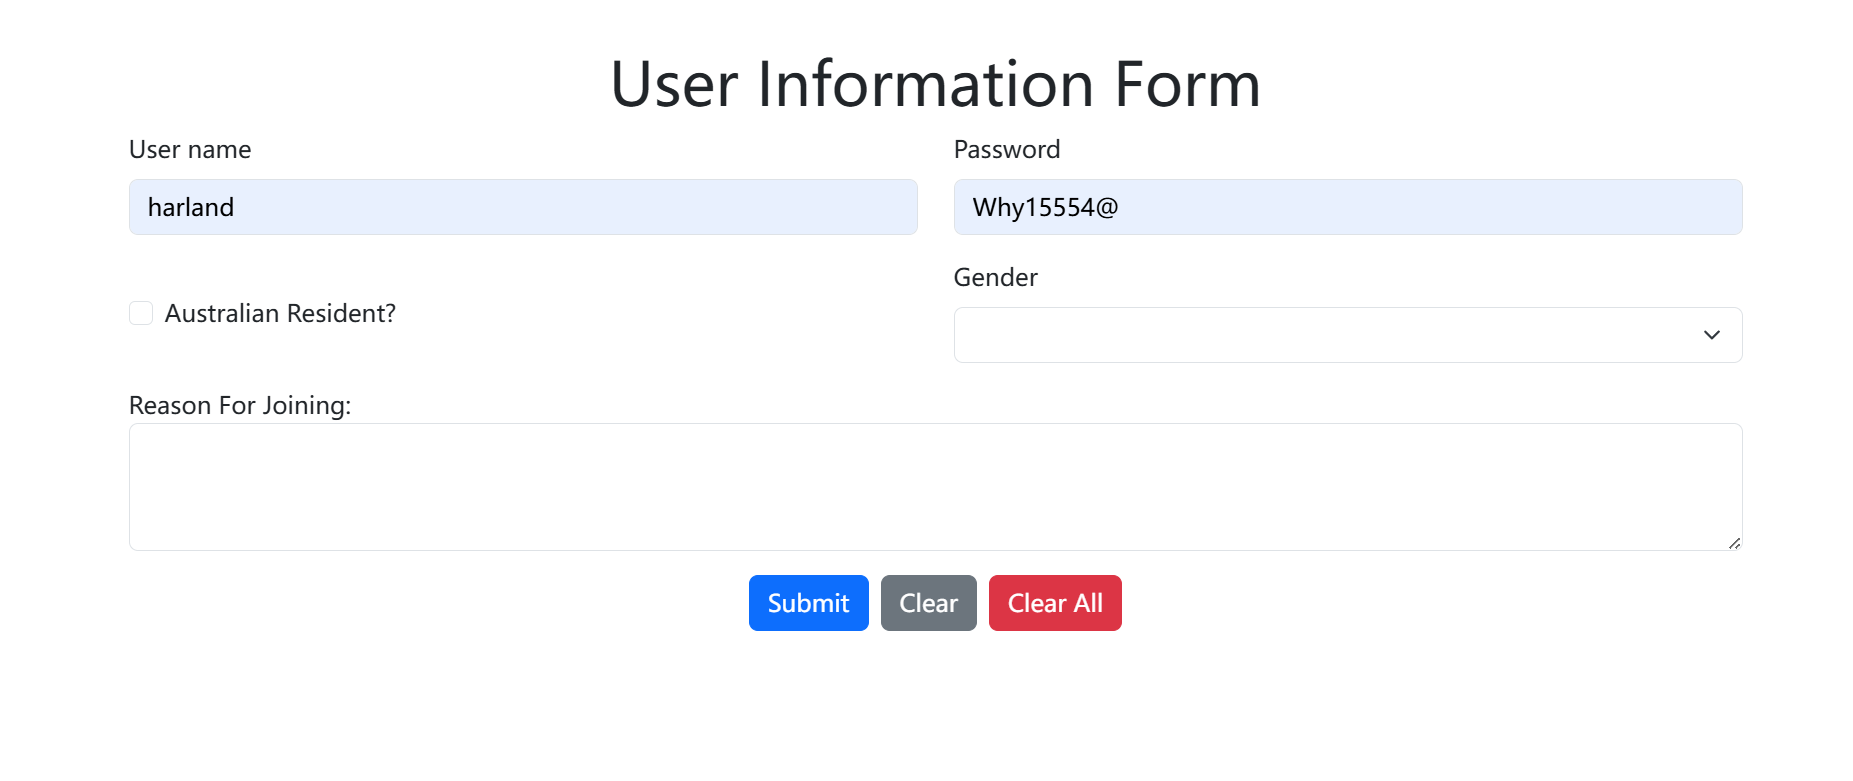 User Information Form
User name
Password
harland
Why15554@
Gender
Australian Resident?
Reason For Joining:
Submit
Clear
Clear All